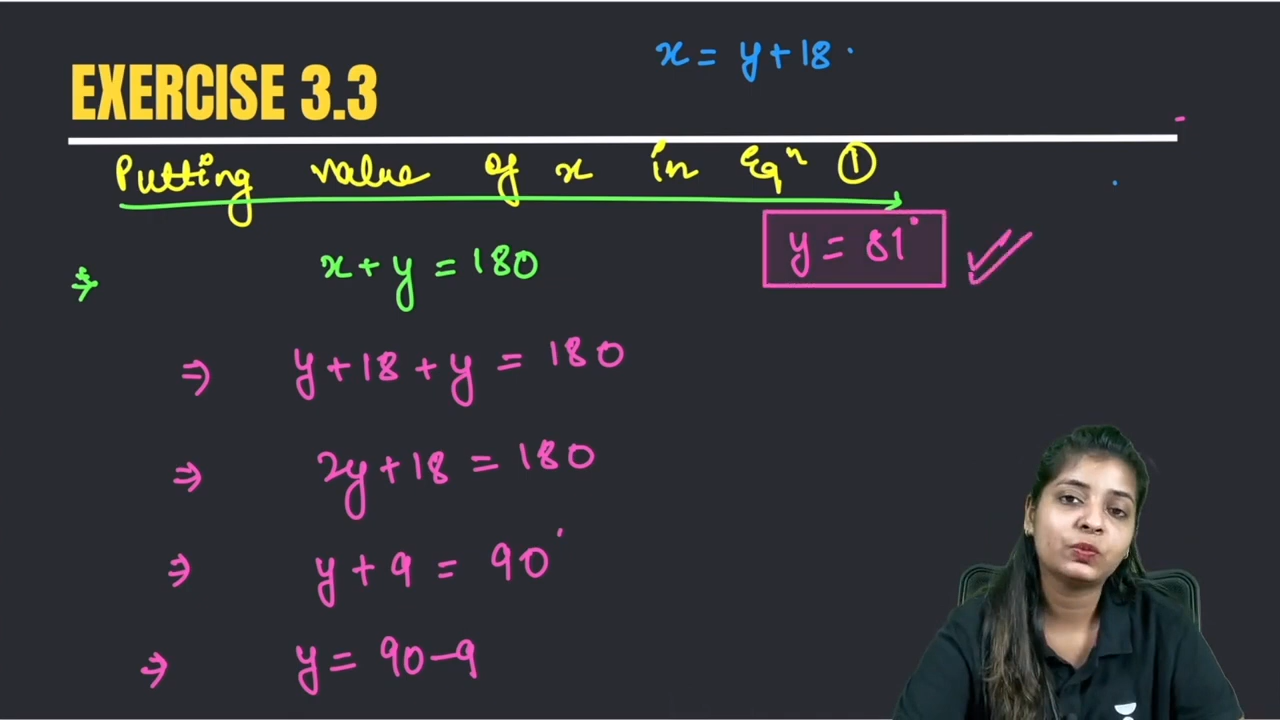 x = y + 18
EXERCISE 3.3
Putting value of x in Eqⁿ ①
y = 81°
⇒ x + y = 180
⇒ y + 18 + y = 180
⇒ 2y + 18 = 180
⇒ y + 9 = 90°
⇒ y = 90 - 9